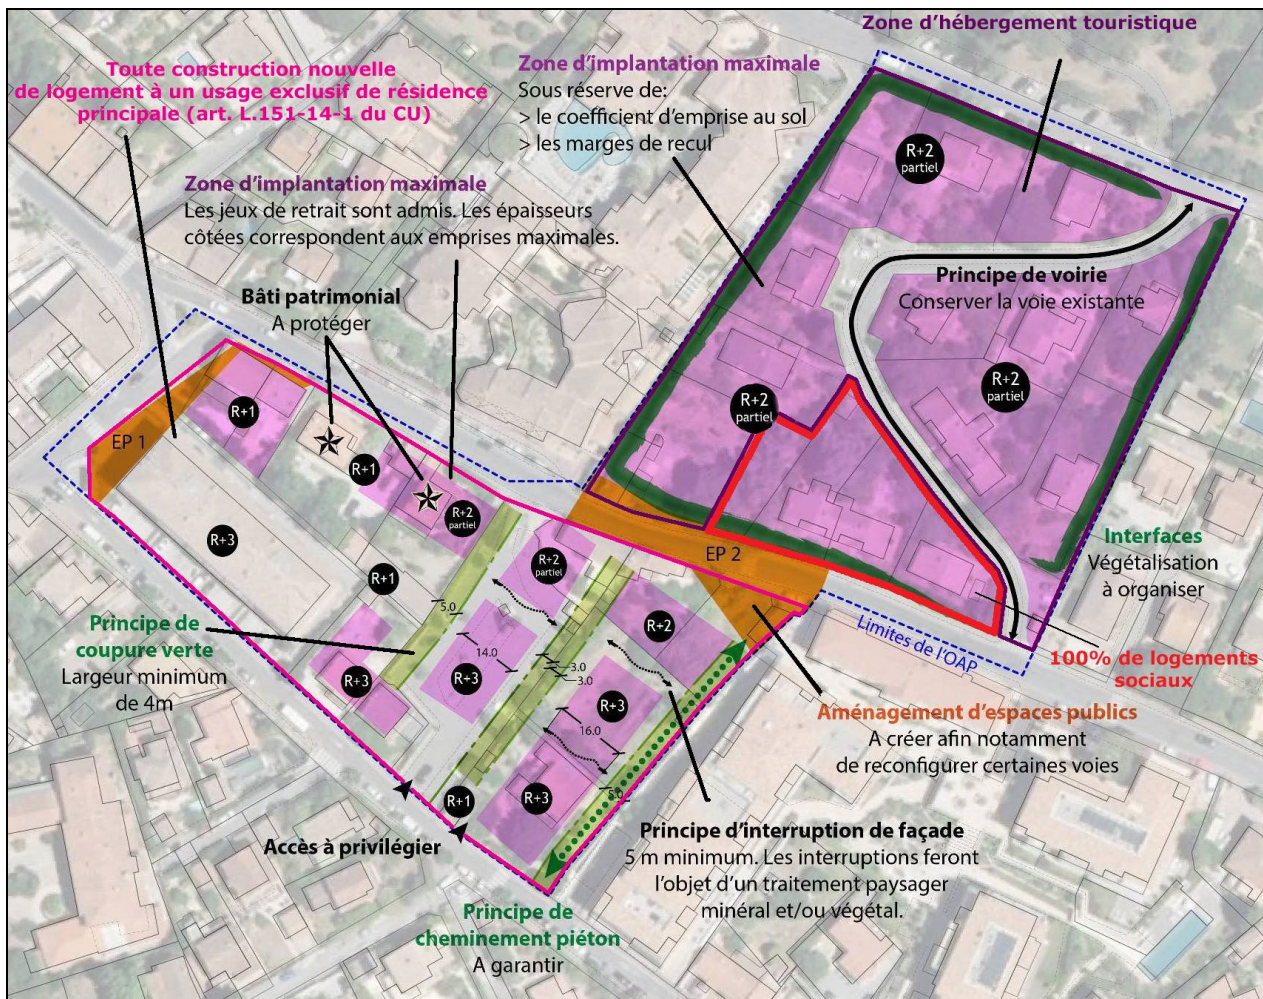 Zone d'hébergement touristique
Toute construction nouvelle
de logement à un usage exclusif de résidence
principale (art. L.151-14-1 du CU)
Zone d'implantation maximale
Sous réserve de:
> le coefficient d'emprise au sol
> les marges de recul
R+2
partiel
Zone d'implantation maximale
Les jeux de retrait sont admis. Les épaisseurs
côtées correspondent aux emprises maximales.
Principe de voirie
Conserver la voie existante
Bâti patrimonial
A protéger
R+2
partiel
R+2
partiel
R+1
EP 1
R+1
R+2
partiel
R+3
EP 2
R+2
partiel
Interfaces
Végétalisation
à organiser
R+1
5.0
Principe de
coupure verte
Largeur minimum
de 4m
R+2
Limites de l'OAP
14.0
3.0
3.0
R+3
R+3
R+3
100% de logements
sociaux
16.0
Aménagement d'espaces publics
A créer afin notamment
de reconfigurer certaines voies
R+1
R+3
5.0
Accès à privilégier
Principe d'interruption de façade
5 m minimum. Les interruptions feront
l'objet d'un traitement paysager
minéral et/ou végétal.
Principe de
cheminement piéton
A garantir